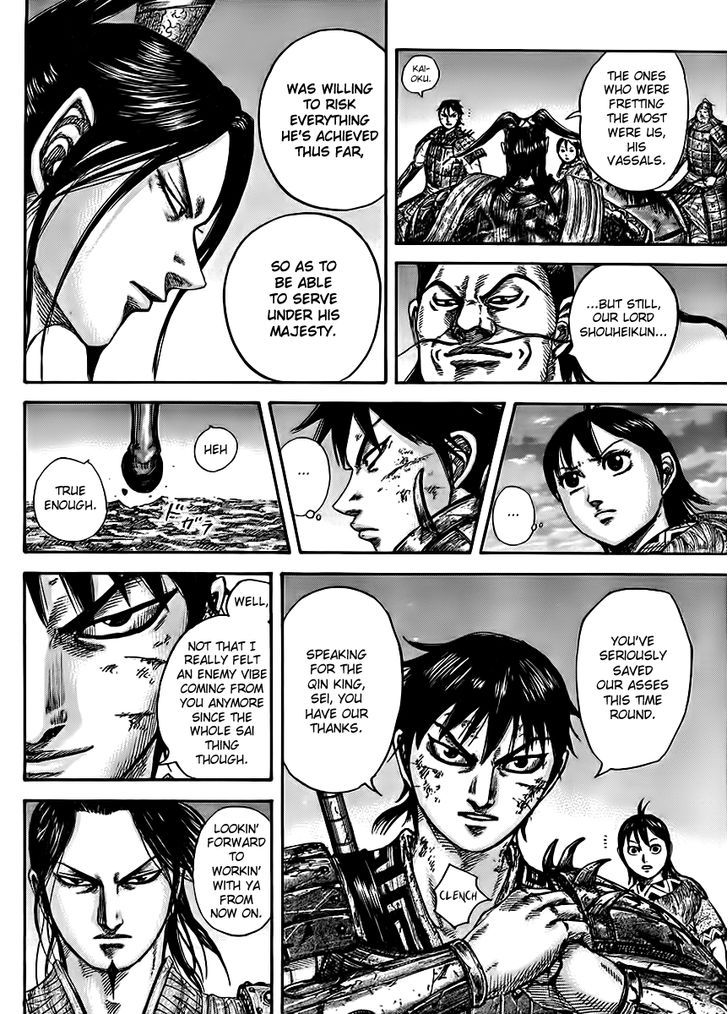 THE ONES
WHO WERE
FRETTING
THE MOST
WERE US,
HIS
VASSALS.
KAI-
OKU.
...BUT STILL,
OUR LORD
SHOUHEIKUN...
WAS WILLING
TO RISK
EVERYTHING
HE'S ACHIEVED
THUS FAR,
SO AS TO
BE ABLE
TO SERVE
UNDER HIS
MAJESTY.
...
...
HEH
TRUE
ENOUGH.
ドガラ
YOU'VE
SERIOUSLY
SAVED
OUR ASSES
THIS TIME
ROUND.
SPEAKING
FOR THE
QIN KING,
SEI, YOU
HAVE OUR
THANKS.
CLENCH
...
WELL,
NOT THAT I
REALLY FELT
AN ENEMY VIBE
COMING FROM
YOU ANYMORE
SINCE THE
WHOLE SAI
THING
THOUGH.
LOOKIN'
FORWARD
TO
WORKIN'
WITH YA
FROM
NOW ON.